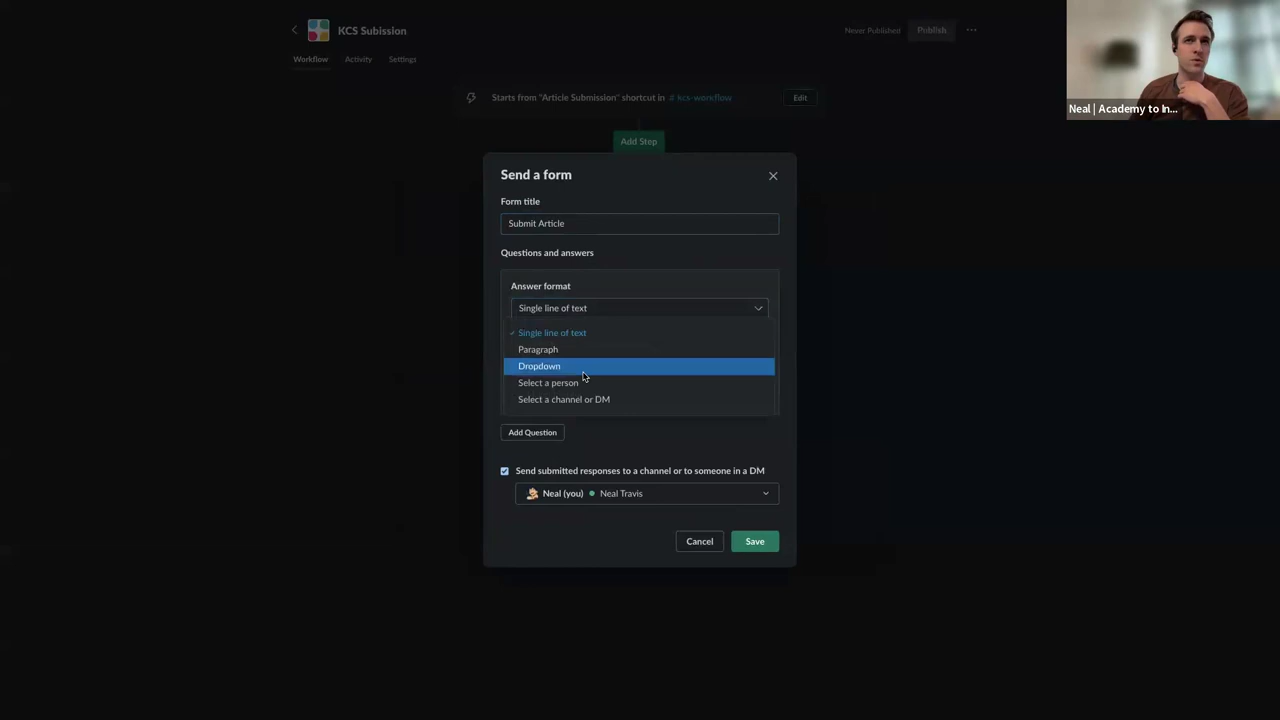 KCS Subission
Never Published
Publish
Workflow
Activity
Settings
Starts from "Article Submission" shortcut in # kcs-workflow
Edit
Add Step
Neal | Academy to In...
Send a form
Form title
Submit Article
Questions and answers
Answer format
Single line of text
Single line of text
Paragraph
Dropdown
Select a person
Select a channel or DM
Add Question
Send submitted responses to a channel or to someone in a DM
Neal (you) Neal Travis
Cancel
Save